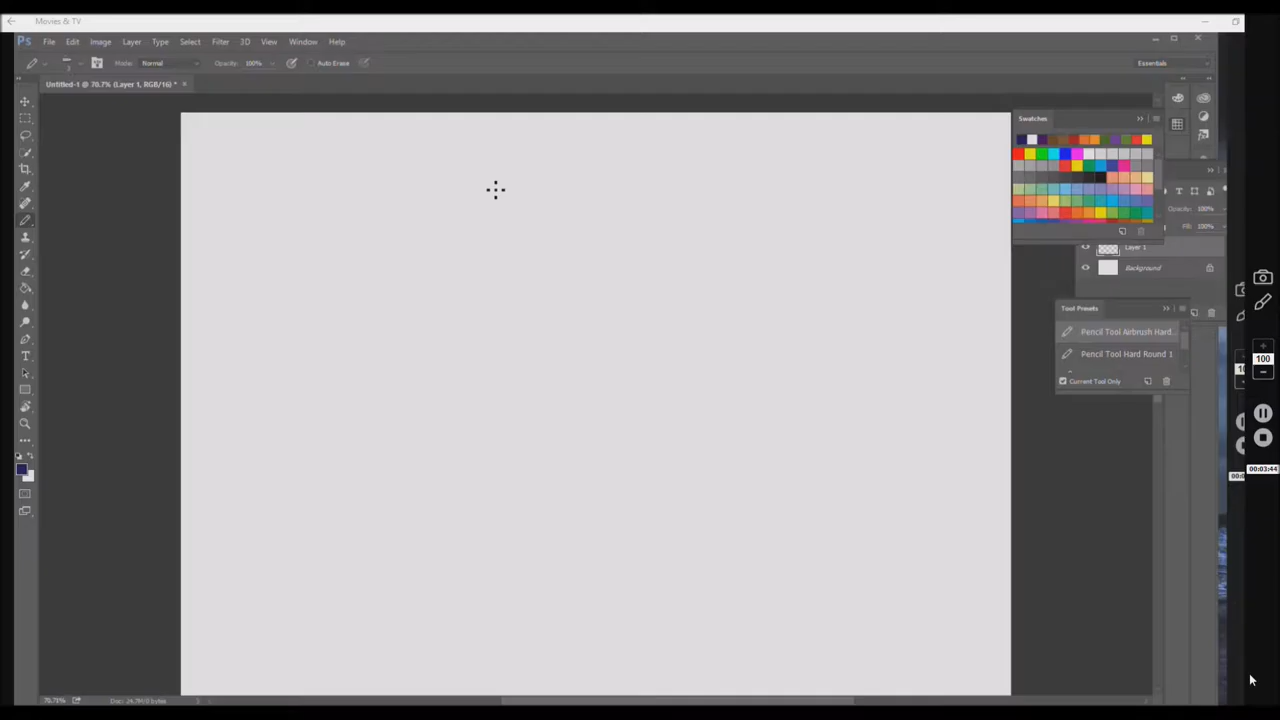 Movies & TV
Ps File Edit Image Layer Type Select Filter 3D View Window Help
Mode: Normal Opacity: 100% Auto Erase Essentials
Untitled-1 @ 70.7% (Layer 1, RGB/16) * ×
Swatches
Opacity: 100%
Fill: 100%
Layer 1
Background
Tool Presets
Pencil Tool Airbrush Hard...
Pencil Tool Hard Round 1
Current Tool Only
100
00:03:44
70.71% Doc: 24.7M/0 bytes